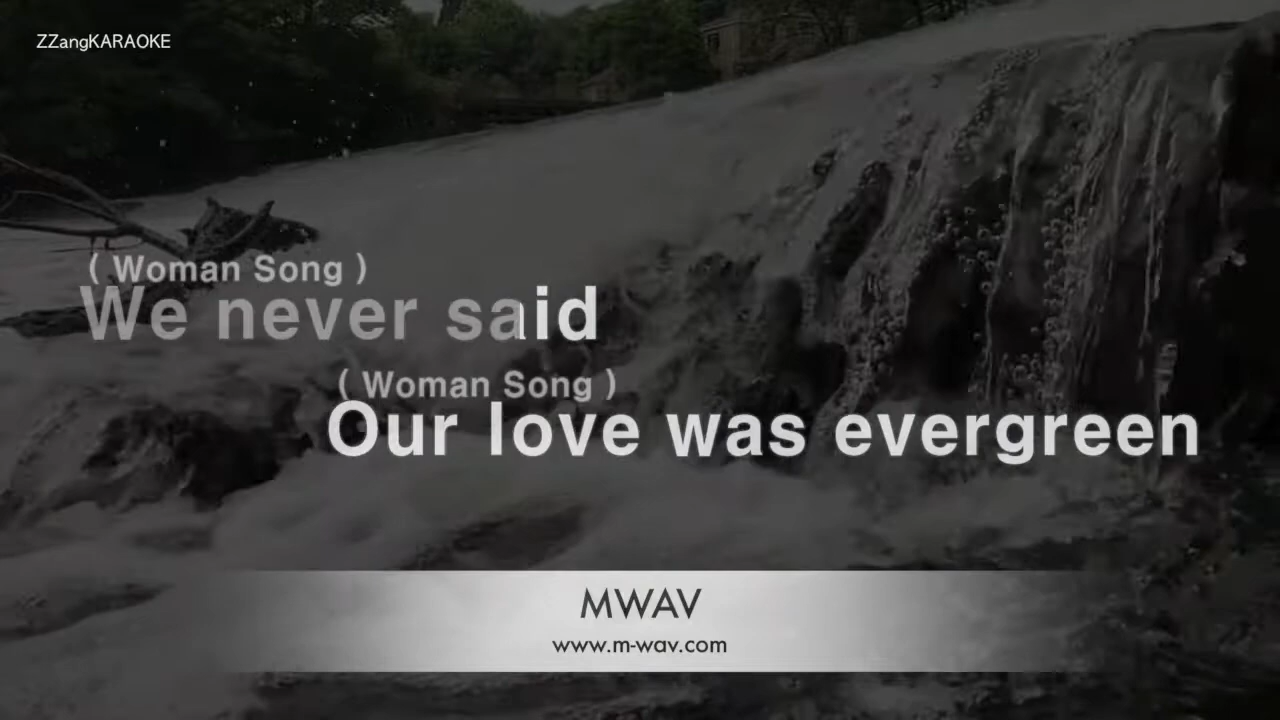 ZZangKARAOKE
( Woman Song )
We never said
( Woman Song )
Our love was evergreen
MWAV
www.m-wav.com